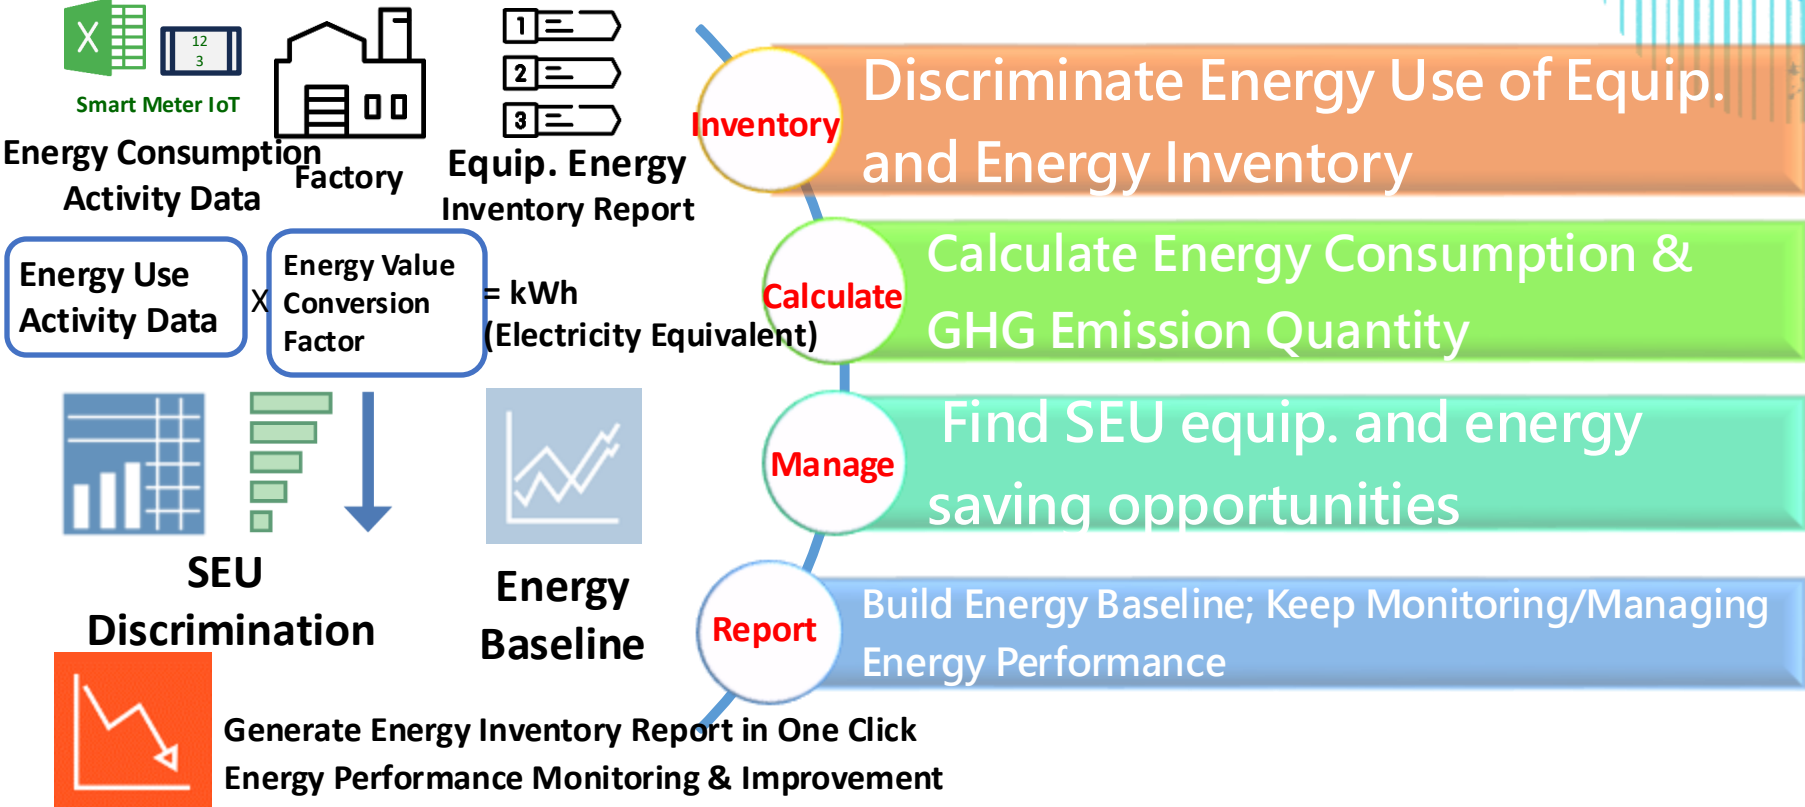 12
3
Smart Meter IoT
Energy Consumption
Activity Data
Factory
1
2
3
Equip. Energy
Inventory Report
Inventory
Discriminate Energy Use of Equip.
and Energy Inventory
Energy Use
Activity Data
X
Energy Value
Conversion
Factor
= kWh
(Electricity Equivalent)
Calculate
Calculate Energy Consumption &
GHG Emission Quantity
SEU
Discrimination
Energy
Baseline
Manage
Find SEU equip. and energy
saving opportunities
Report
Build Energy Baseline; Keep Monitoring/Managing
Energy Performance
Generate Energy Inventory Report in One Click
Energy Performance Monitoring & Improvement